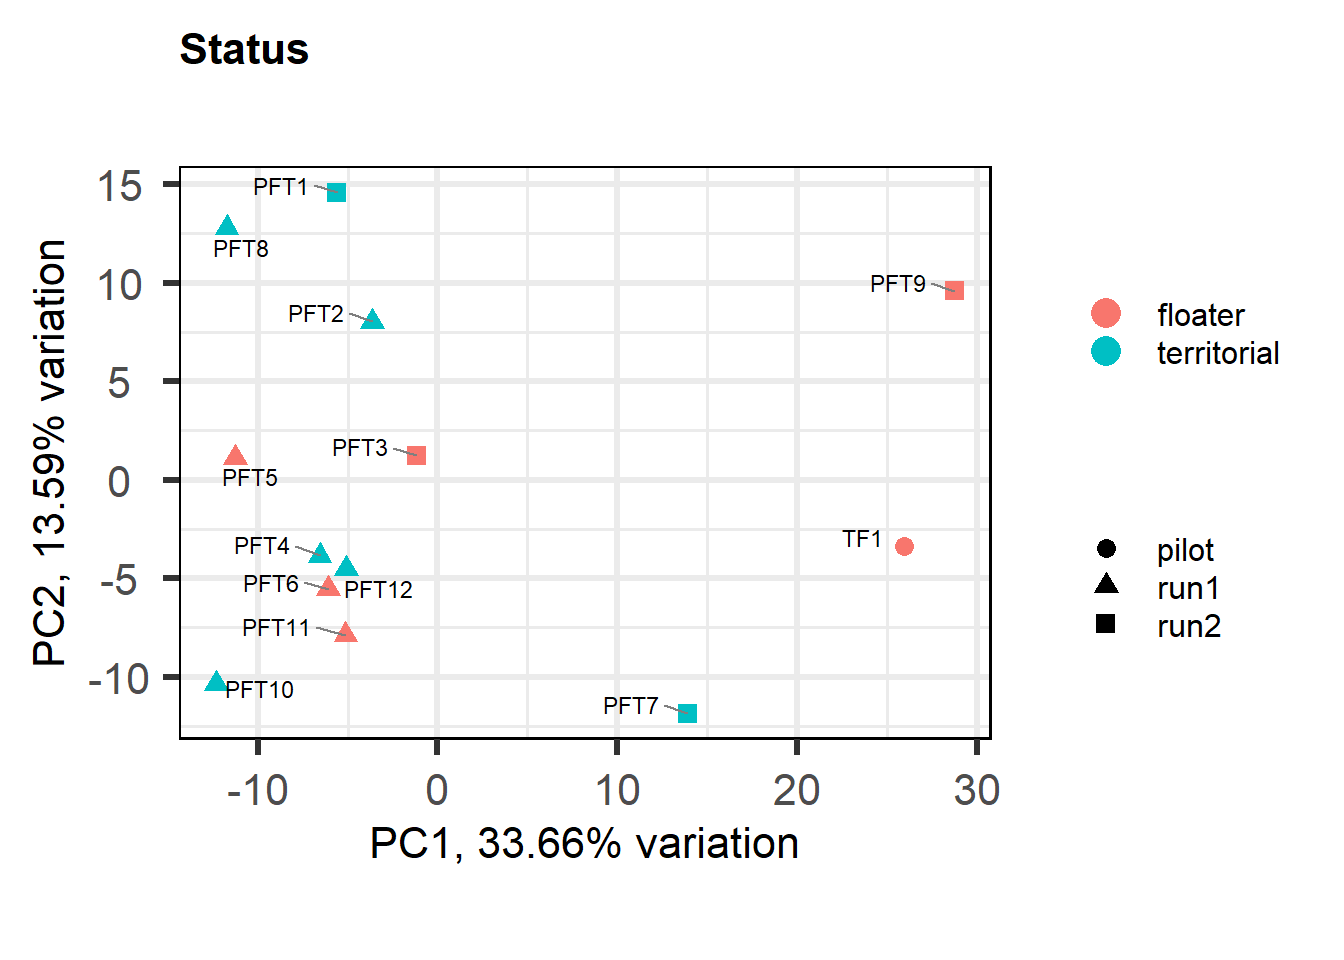 Status
15
10
5
0
-5
-10
PC2, 13.59% variation
PFT1
PFT8
PFT9
PFT2
PFT3
PFT5
TF1
PFT4
PFT6
PFT12
PFT11
PFT10
PFT7
-10
0
10
20
30
PC1, 33.66% variation
floater
territorial
pilot
run1
run2